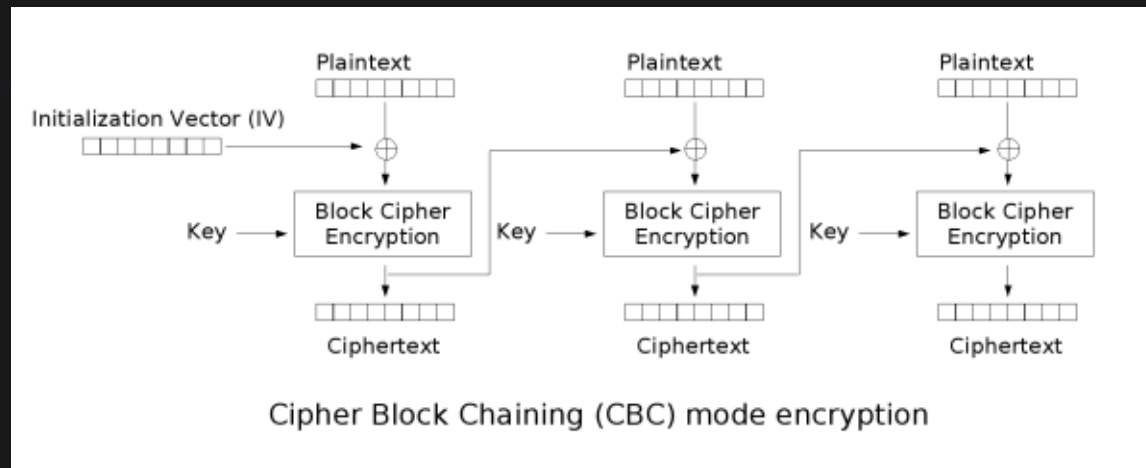 Plaintext
Plaintext
Plaintext
Initialization Vector (IV)
Key
Block Cipher
Encryption
Key
Block Cipher
Encryption
Key
Block Cipher
Encryption
Ciphertext
Ciphertext
Ciphertext
Cipher Block Chaining (CBC) mode encryption